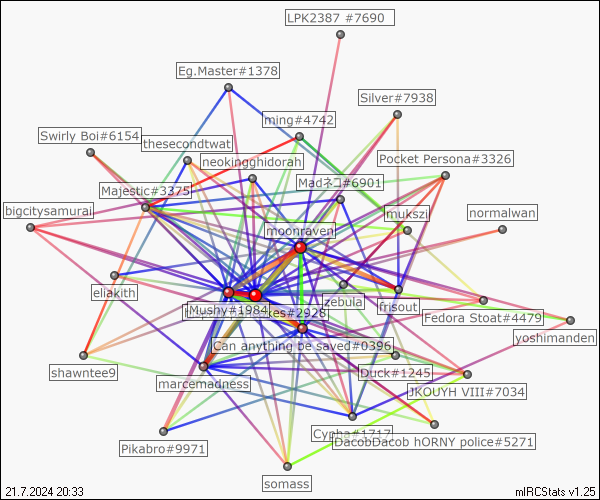 LPK2387 #7690
Eg.Master#1378
Silver#7938
ming#4742
Swirly Boi#6154
thesecondtwat
neokingghidorah
Pocket Persona#3326
Majestic#3375
Madネコ#6901
bigcitysamurai
mukszi
normalwan
moonraven
eliakith
zebula
frisout
Mushy#1984
kes#2928
Fedora Stoat#4479
yoshimanden
Can anything be saved#0396
shawntee9
marcemadness
Duck#1245
JKOUYH VIII#7034
Cypha#1717
DacobDacob hORNY police#5271
Pikabro#9971
somass
21.7.2024 20:33
mIRCStats v1.25